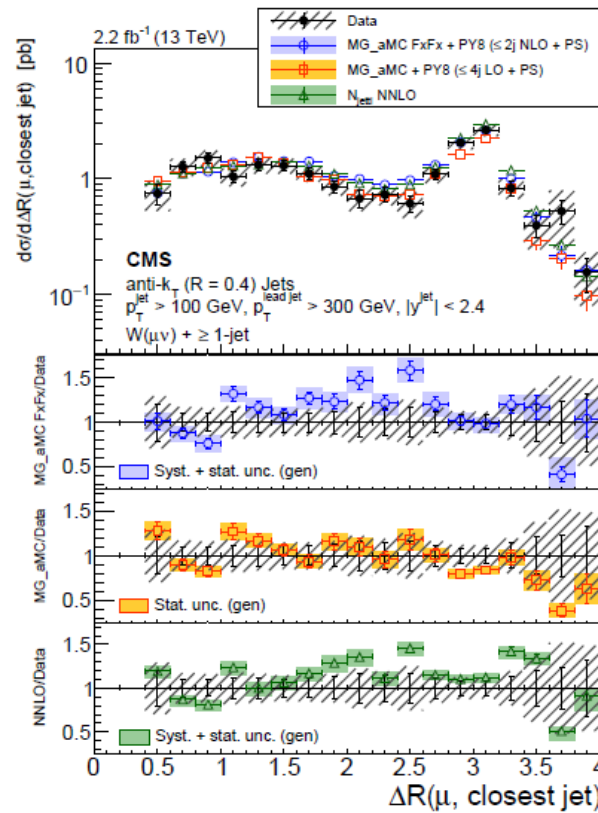 2.2 fb⁻¹ (13 TeV)
Data
MG_aMC FxFx + PY8 (≤ 2j NLO + PS)
MG_aMC + PY8 (≤ 4j LO + PS)
N_jetti NNLO
dσ/dΔR(μ,closest jet) [pb]
10
1
10⁻¹
CMS
anti-k_T (R = 0.4) Jets
p_T^jet > 100 GeV, p_T^lead jet > 300 GeV, |y^jet| < 2.4
W(μν) + ≥ 1-jet
MG_aMC FxFx/Data
1.5
1
0.5
Syst. + stat. unc. (gen)
MG_aMC/Data
1.5
1
0.5
Stat. unc. (gen)
NNLO/Data
1.5
1
0.5
Syst. + stat. unc. (gen)
0 0.5 1 1.5 2 2.5 3 3.5 4
ΔR(μ, closest jet)